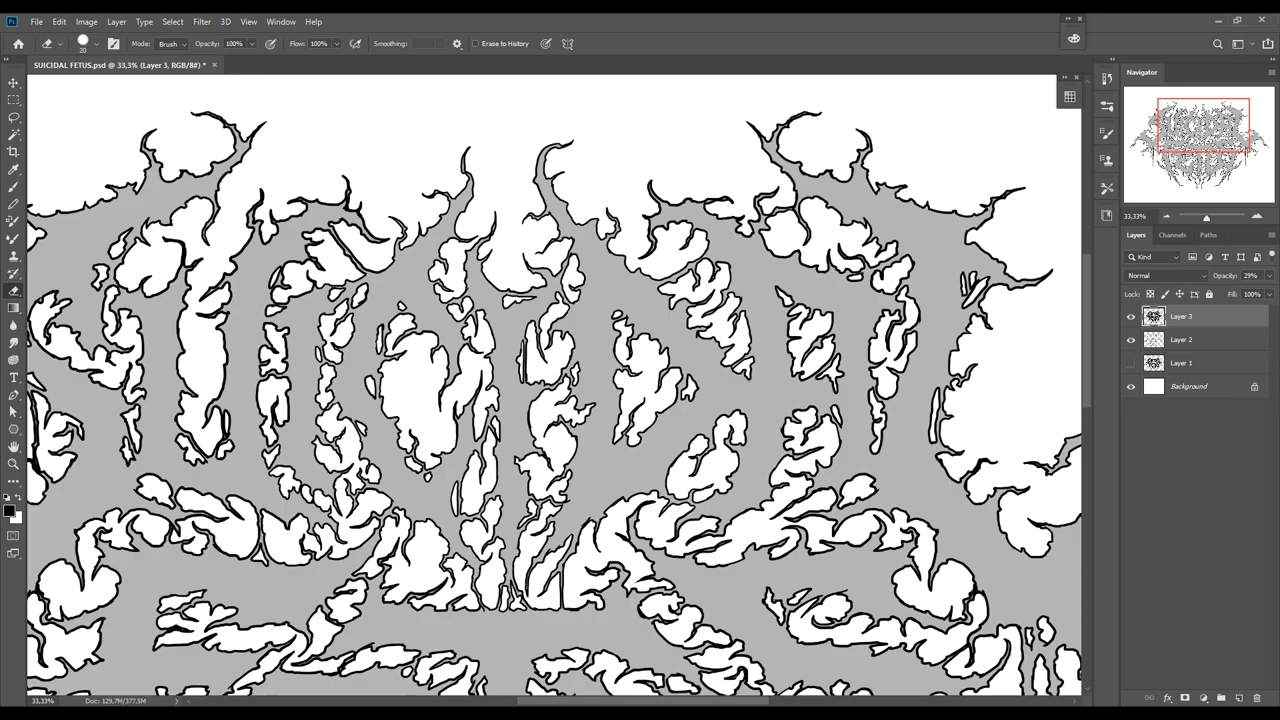 Ps File Edit Image Layer Type Select Filter 3D View Window Help
20 Mode: Brush Opacity: 100% Flow: 100% Smoothing: Erase to History
SUICIDAL FETUS.psd @ 33,3% (Layer 3, RGB/8#) * ×
Navigator
33,33%
Layers Channels Paths
Kind
Normal Opacity: 29%
Lock: Fill: 100%
Layer 3
Layer 2
Layer 1
Background
33,33% Doc: 129,7M/377,5M
fx